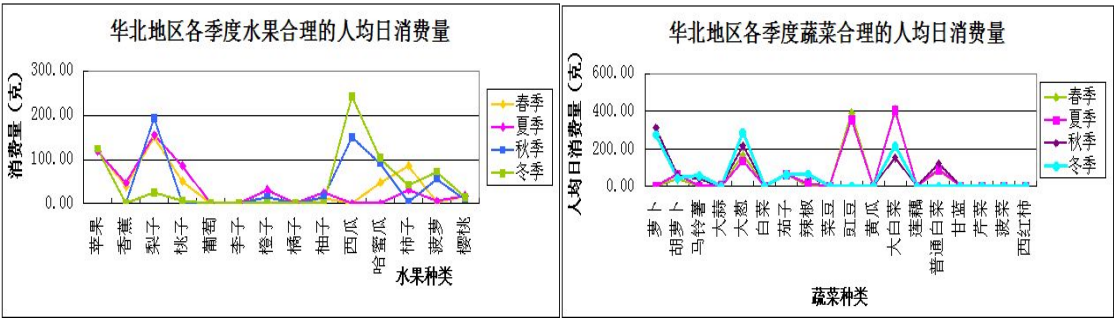 华北地区各季度水果合理的人均日消费量
消费量（克）
300.00
200.00
100.00
0.00
苹果
香蕉
梨子
桃子
葡萄
李子
橙子
橘子
柚子
西瓜
哈蜜瓜
柿子
菠萝
樱桃
水果种类
春季
夏季
秋季
冬季
华北地区各季度蔬菜合理的人均日消费量
人均日消费量（克）
600.00
400.00
200.00
0.00
萝卜
胡萝卜
马铃薯
大蒜
大葱
白菜
茄子
辣椒
菜豆
豇豆
黄瓜
大白菜
莲藕
普通白菜
甘蓝
芹菜
菠菜
西红柿
蔬菜种类
春季
夏季
秋季
冬季